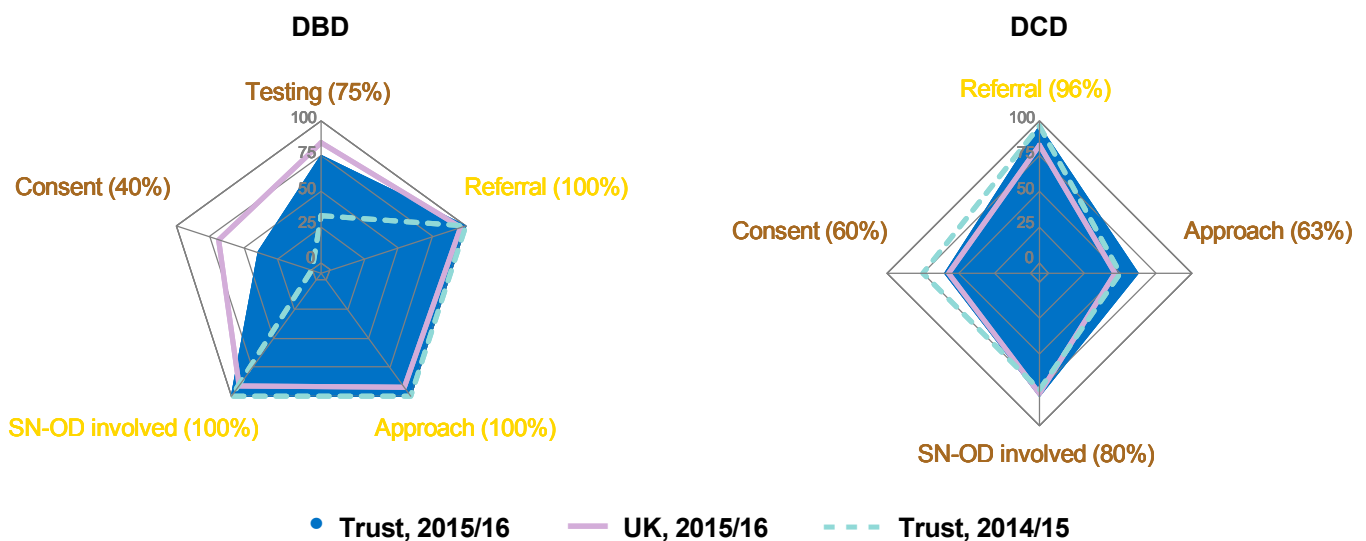 DBD
Testing (75%)
100
75
50
25
0
Consent (40%)
Referral (100%)
SN-OD involved (100%)
Approach (100%)
DCD
Referral (96%)
100
75
50
25
0
Consent (60%)
Approach (63%)
SN-OD involved (80%)
Trust, 2015/16
UK, 2015/16
Trust, 2014/15